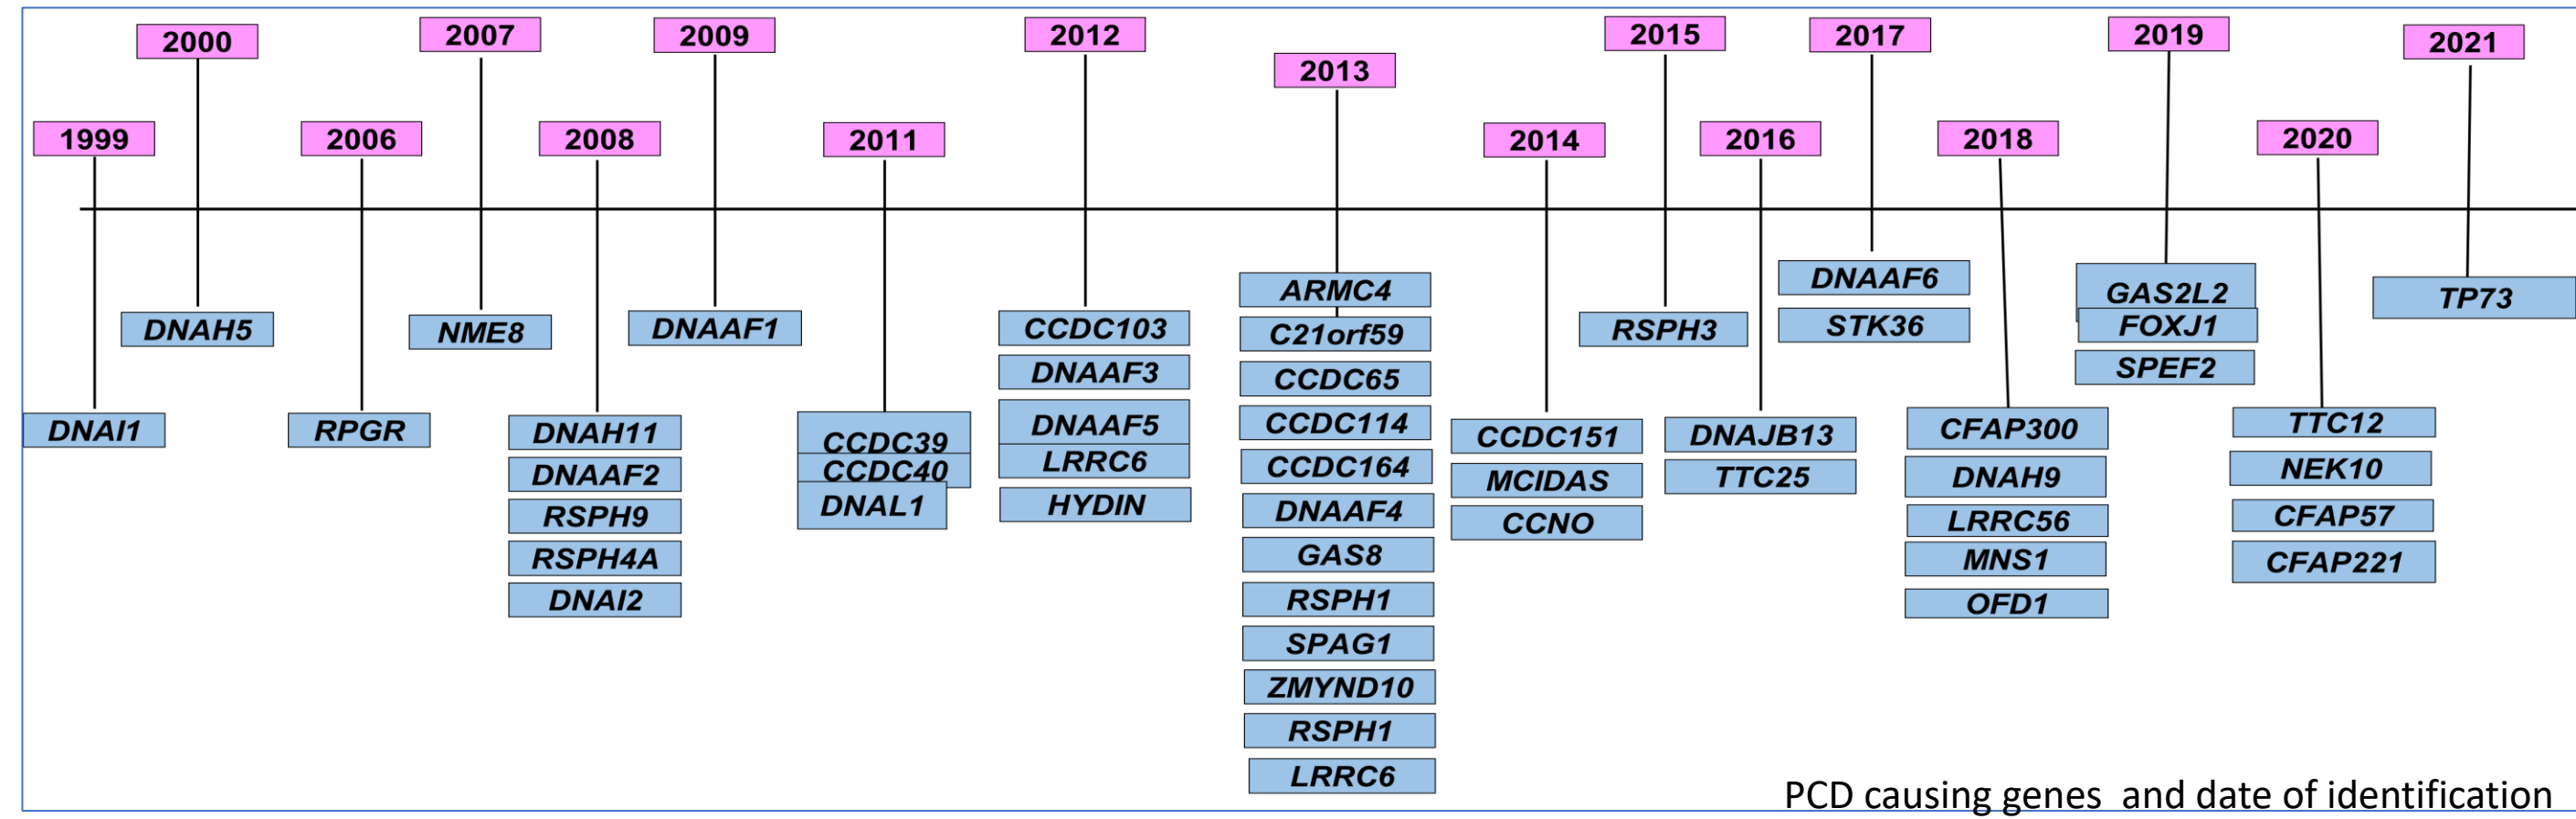 1999
DNAI1
2000
DNAH5
2006
RPGR
2007
NME8
2008
DNAH11
DNAAF2
RSPH9
RSPH4A
DNAI2
2009
DNAAF1
2011
CCDC39
CCDC40
DNAL1
2012
CCDC103
DNAAF3
DNAAF5
LRRC6
HYDIN
2013
ARMC4
C21orf59
CCDC65
CCDC114
CCDC164
DNAAF4
GAS8
RSPH1
SPAG1
ZMYND10
RSPH1
LRRC6
2014
CCDC151
MCIDAS
CCNO
2015
RSPH3
2016
DNAJB13
TTC25
2017
DNAAF6
STK36
2018
CFAP300
DNAH9
LRRC56
MNS1
OFD1
2019
GAS2L2
FOXJ1
SPEF2
2020
TTC12
NEK10
CFAP57
CFAP221
2021
TP73
PCD causing genes and date of identification